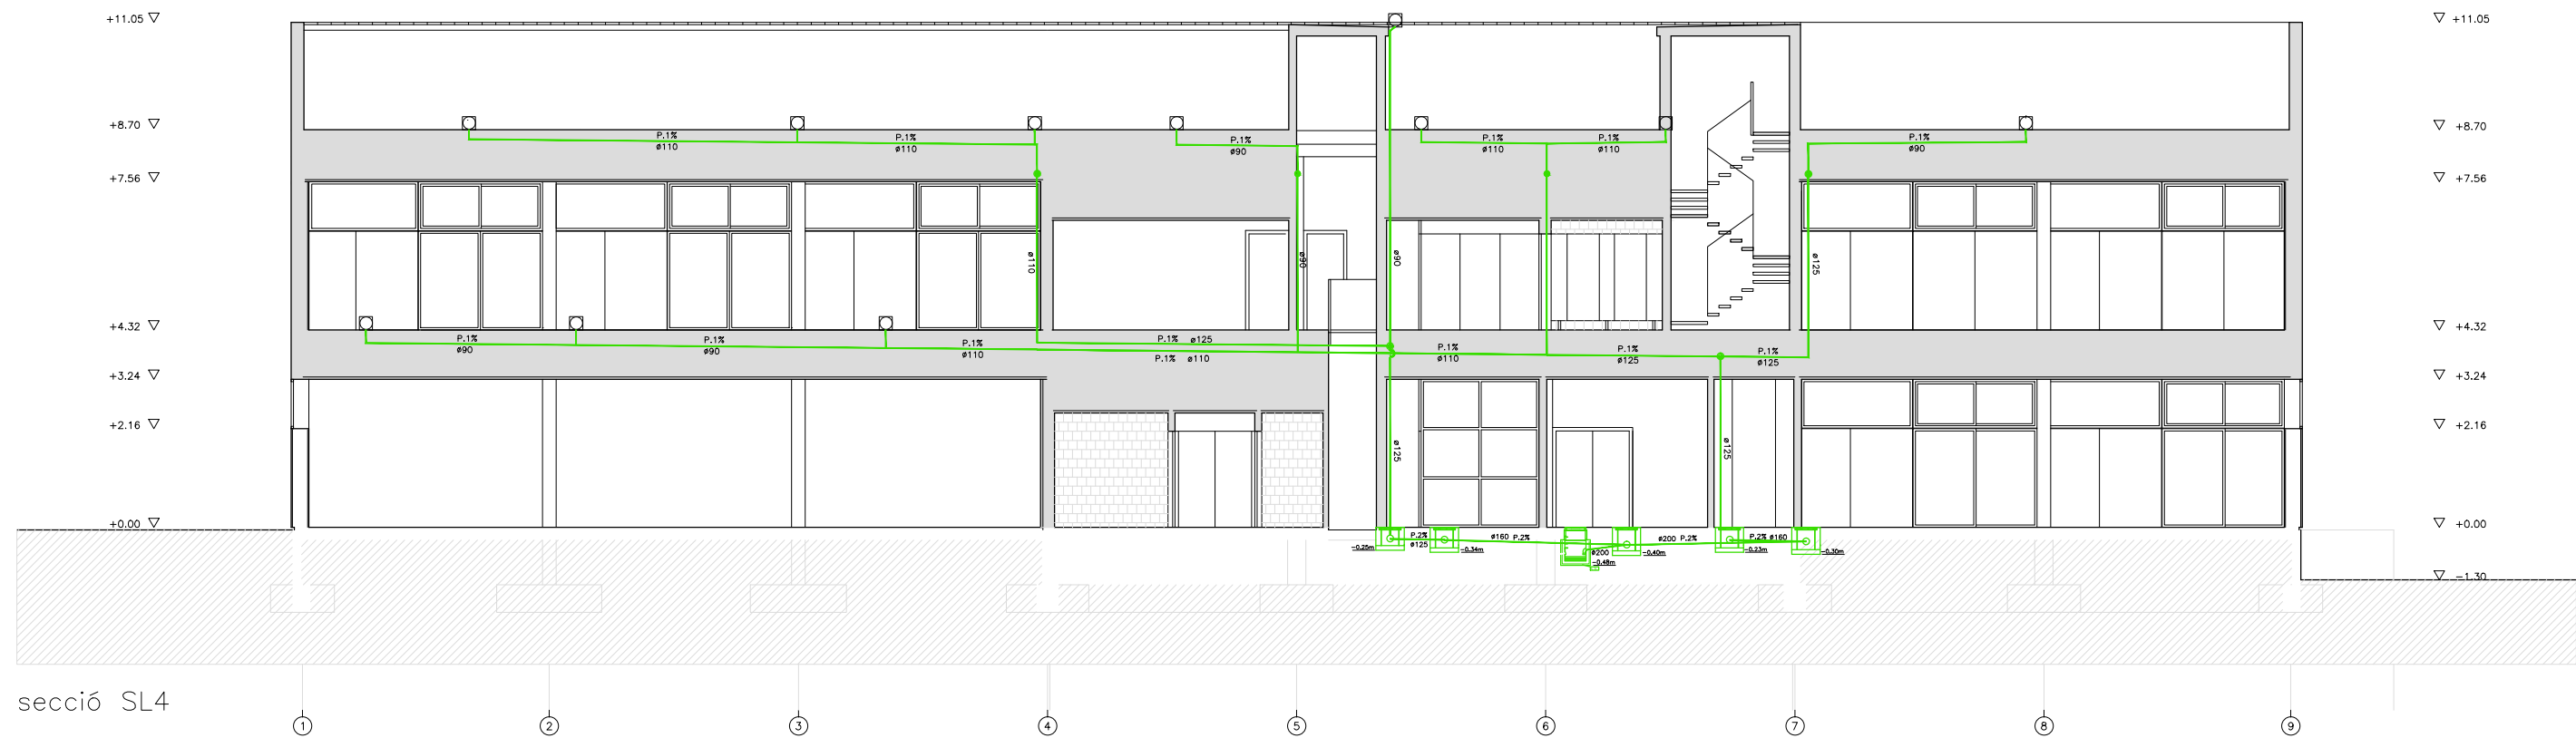 +11.05
+11.05
+8.70
P.1%
ø110
P.1%
ø110
P.1%
ø90
P.1%
ø110
P.1%
ø110
P.1%
ø90
+8.70
+7.56
+7.56
ø110
ø90
ø90
ø125
+4.32
+4.32
P.1%
ø90
P.1%
ø90
P.1%
ø110
P.1% ø125
P.1% ø110
P.1%
ø110
P.1%
ø125
P.1%
ø125
+3.24
+3.24
+2.16
+2.16
ø125
ø125
+0.00
+0.00
-0.25m
P.2%
ø125
-0.34m
ø160 P.2%
ø200
-0.48m
-0.40m
ø200 P.2%
-0.23m
P.2% ø160
-0.30m
-1.30
secció SL4
1
2
3
4
5
6
7
8
9